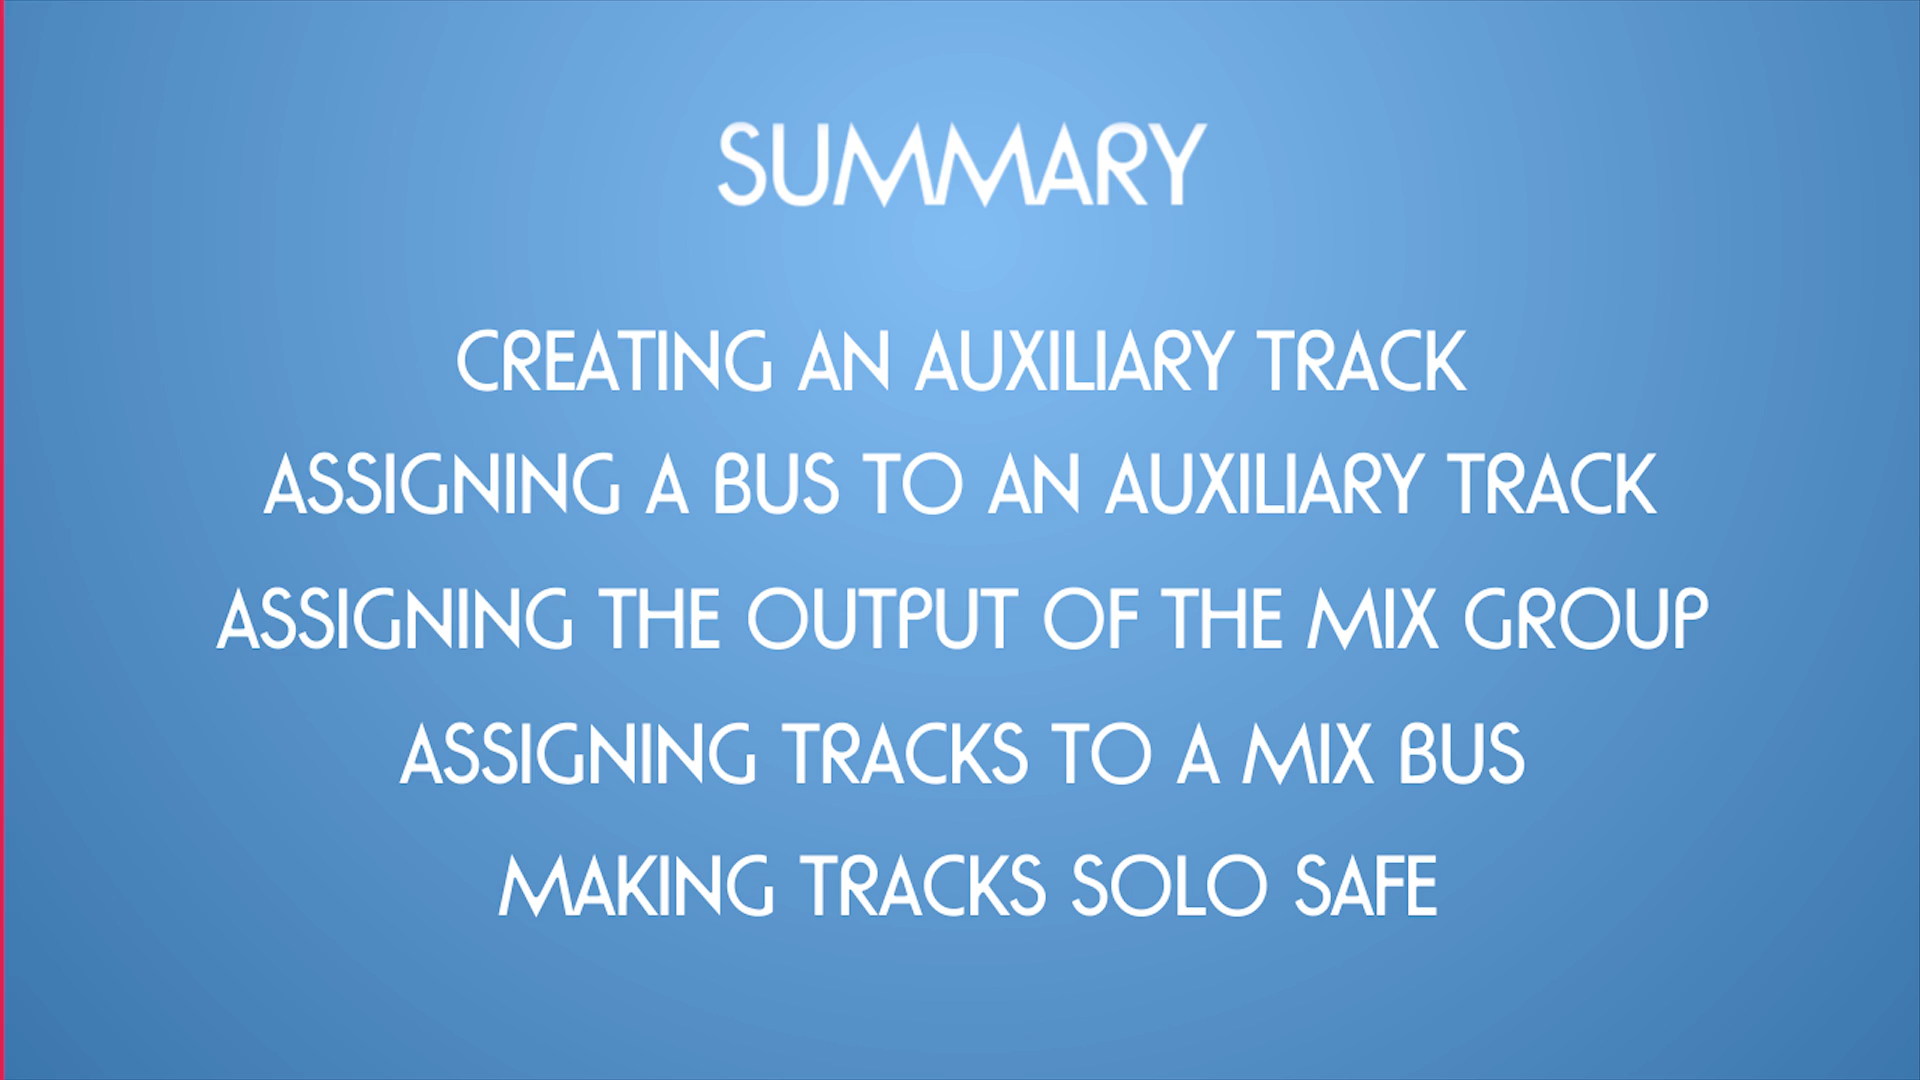 SUMMARY
CREATING AN AUXILIARY TRACK
ASSIGNING A BUS TO AN AUXILIARY TRACK
ASSIGNING THE OUTPUT OF THE MIX GROUP
ASSIGNING TRACKS TO A MIX BUS
MAKING TRACKS SOLO SAFE